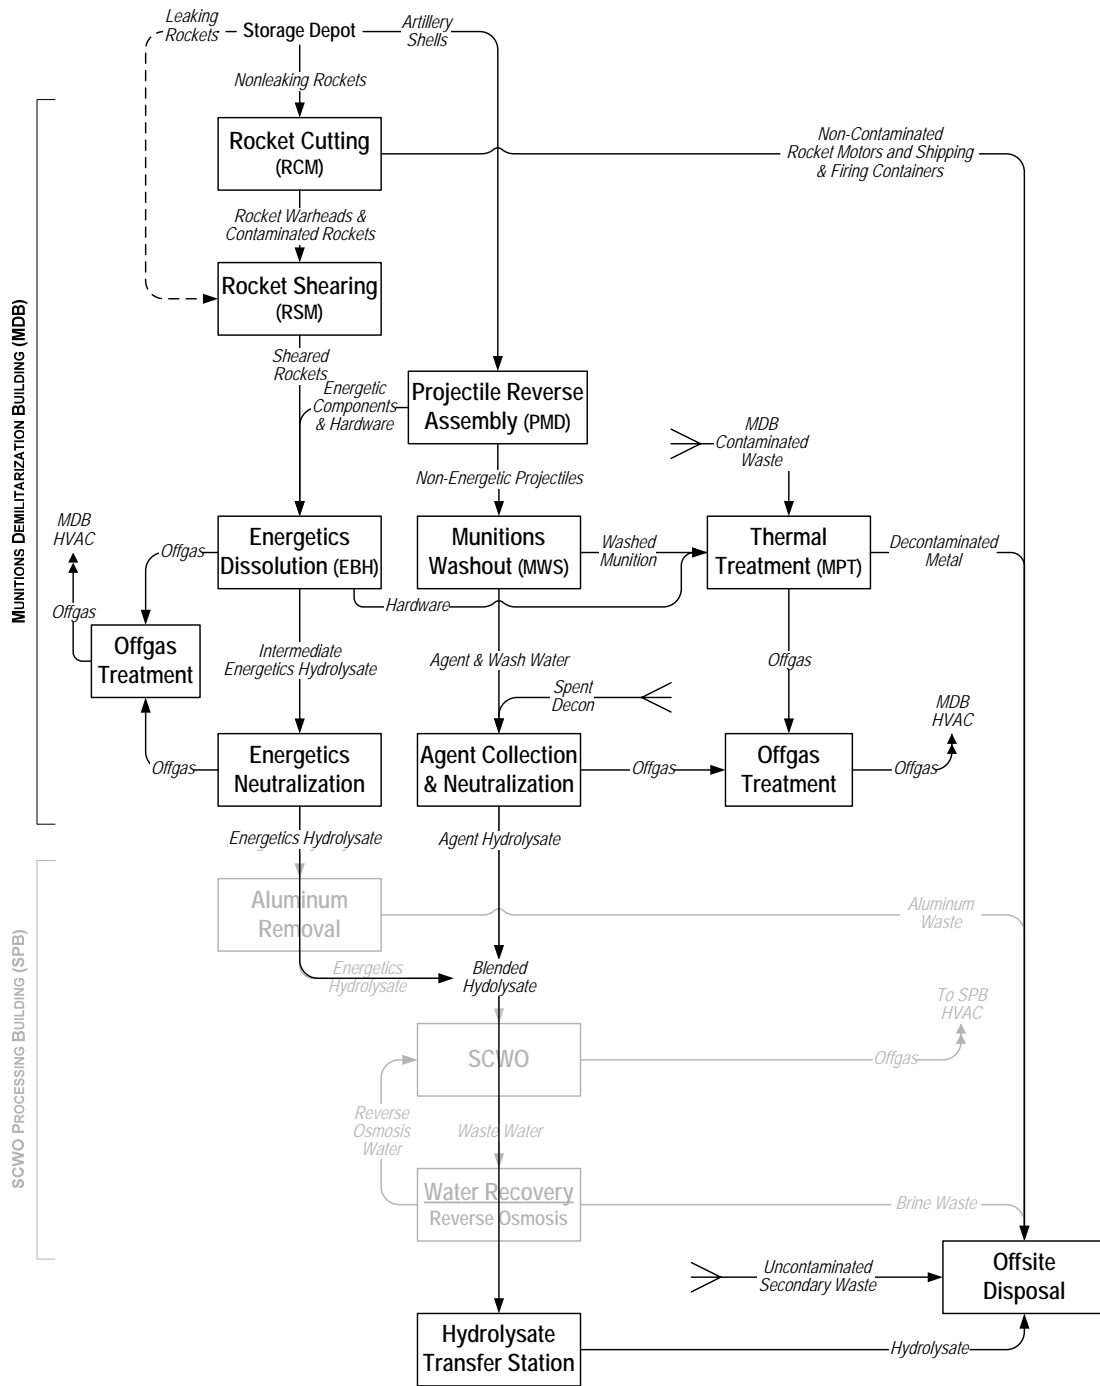 Leaking
Rockets
Storage Depot
Artillery
Shells
Nonleaking Rockets
Rocket Cutting
(RCM)
Non-Contaminated
Rocket Motors and Shipping
& Firing Containers
Rocket Warheads &
Contaminated Rockets
Rocket Shearing
(RSM)
MUNITIONS DEMILITARIZATION BUILDING (MDB)
Sheared
Rockets
Energetic
Components
& Hardware
Projectile Reverse
Assembly (PMD)
MDB
Contaminated
Waste
Non-Energetic Projectiles
MDB
HVAC
Offgas
Energetics
Dissolution (EBH)
Munitions
Washout (MWS)
Washed
Munition
Thermal
Treatment (MPT)
Decontaminated
Metal
Offgas
Hardware
Offgas
Treatment
Intermediate
Energetics Hydrolysate
Agent & Wash Water
Offgas
Spent
Decon
MDB
HVAC
Offgas
Energetics
Neutralization
Agent Collection
& Neutralization
Offgas
Offgas
Treatment
Offgas
Energetics Hydrolysate
Agent Hydrolysate
SCWO PROCESSING BUILDING (SPB)
Aluminum
Removal
Aluminum
Waste
Energetics
Hydrolysate
Blended
Hydolysate
To SPB
HVAC
SCWO
Offgas
Reverse
Osmosis
Water
Waste Water
Water Recovery
Reverse Osmosis
Brine Waste
Uncontaminated
Secondary Waste
Offsite
Disposal
Hydrolysate
Transfer Station
Hydrolysate